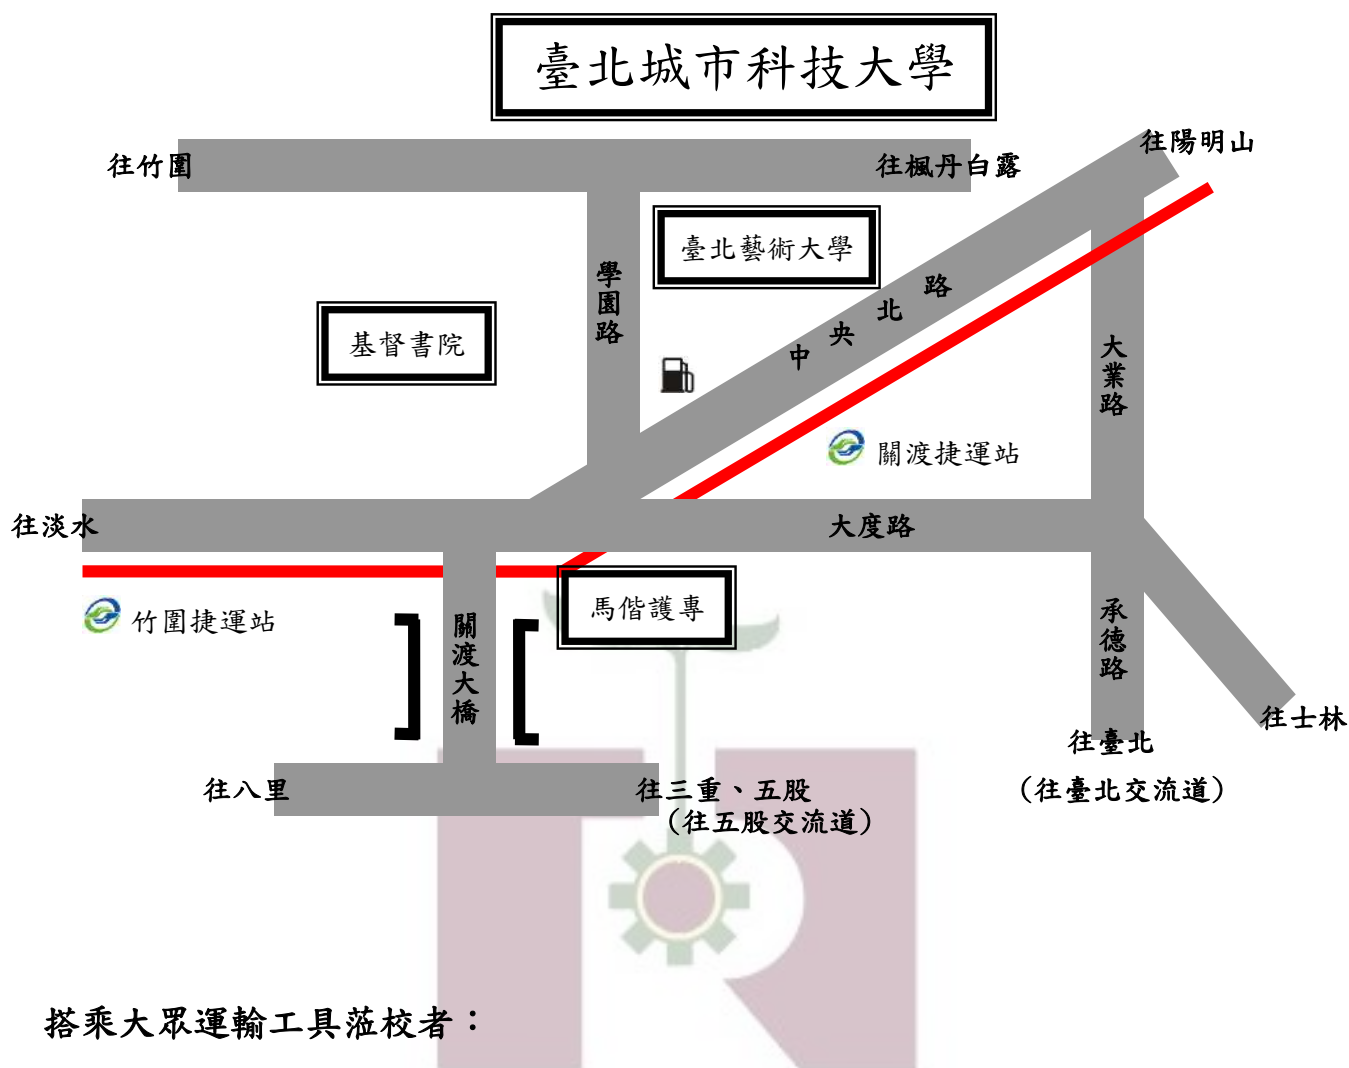 臺北城市科技大學
往陽明山
往竹圍
往楓丹白露
臺北藝術大學
學園路
中央北路
基督書院
大業路
關渡捷運站
往淡水
大度路
馬偕護專
竹圍捷運站
關渡大橋
承德路
往士林
往臺北
往八里
往三重、五股
(往臺北交流道)
(往五股交流道)
搭乘大眾運輸工具蒞校者：